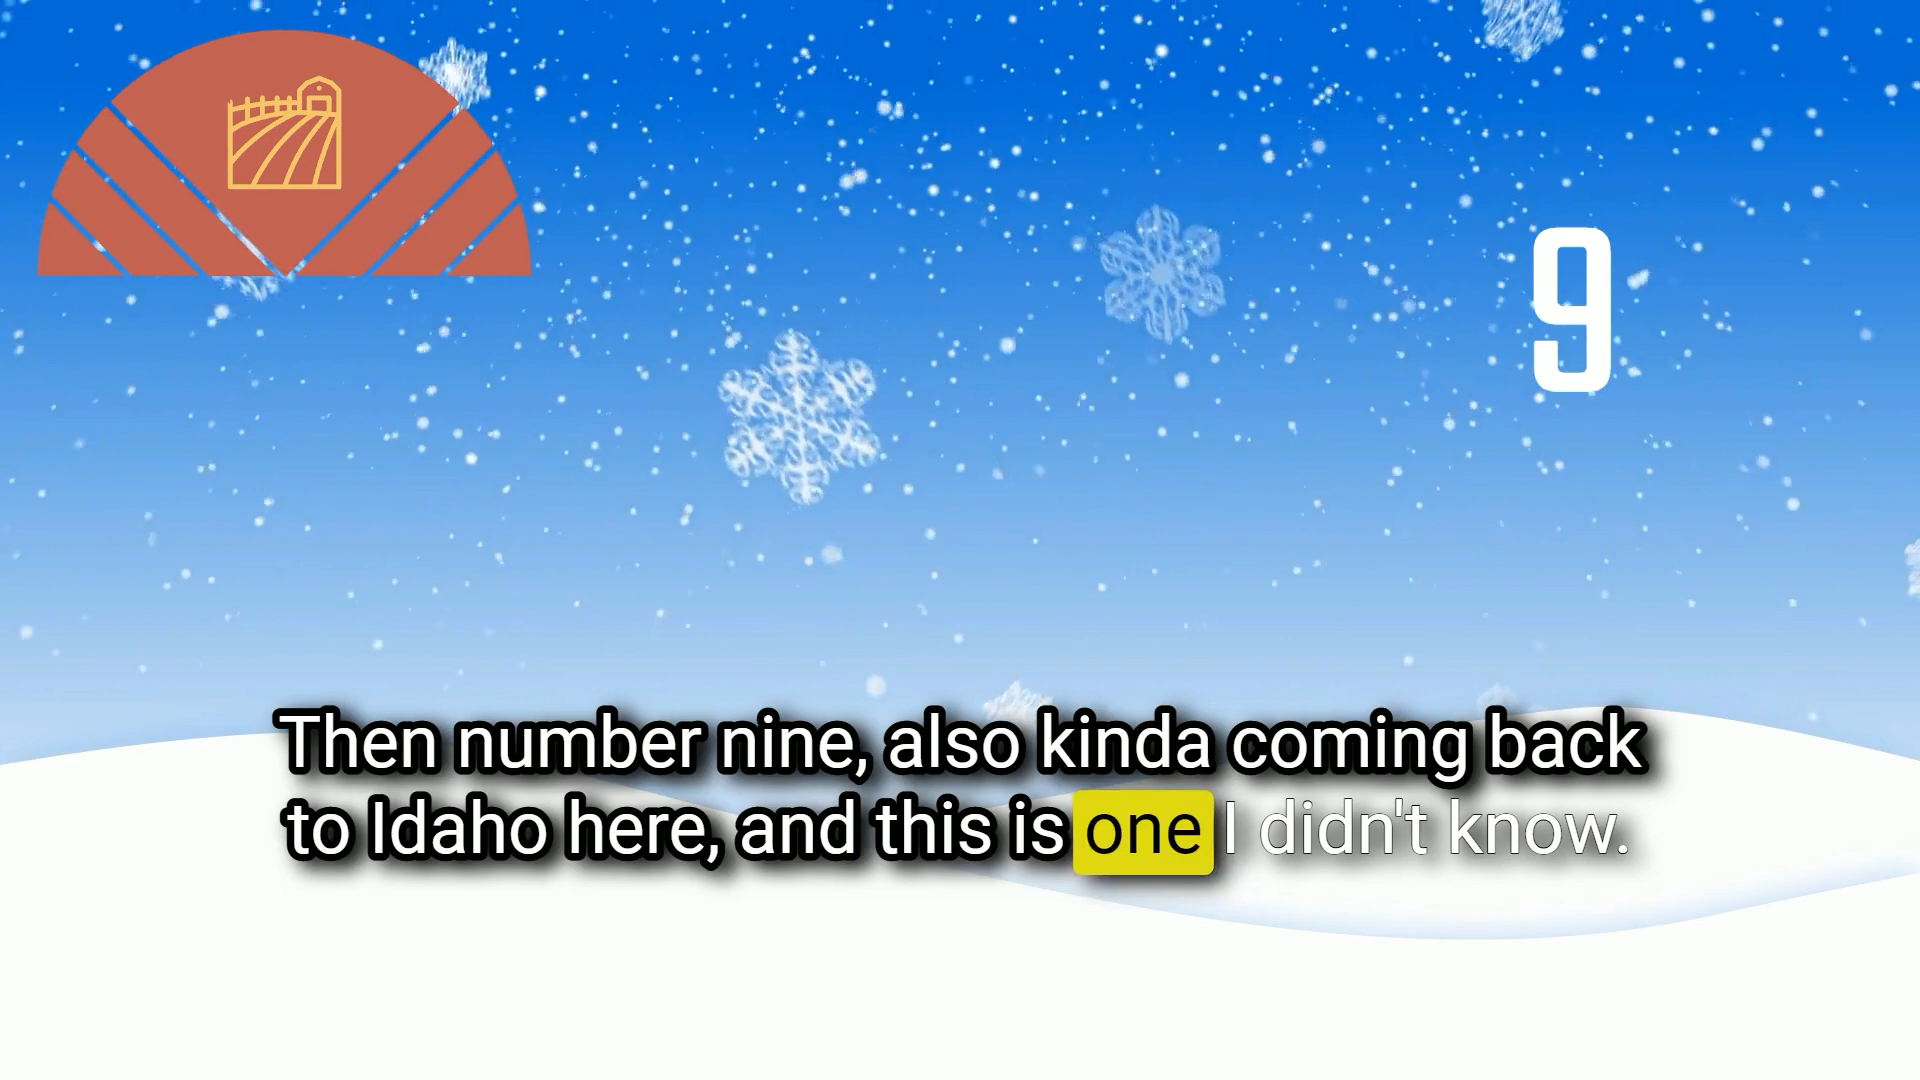 9
Then number nine, also kinda coming back
to Idaho here, and this is one I didn't know.